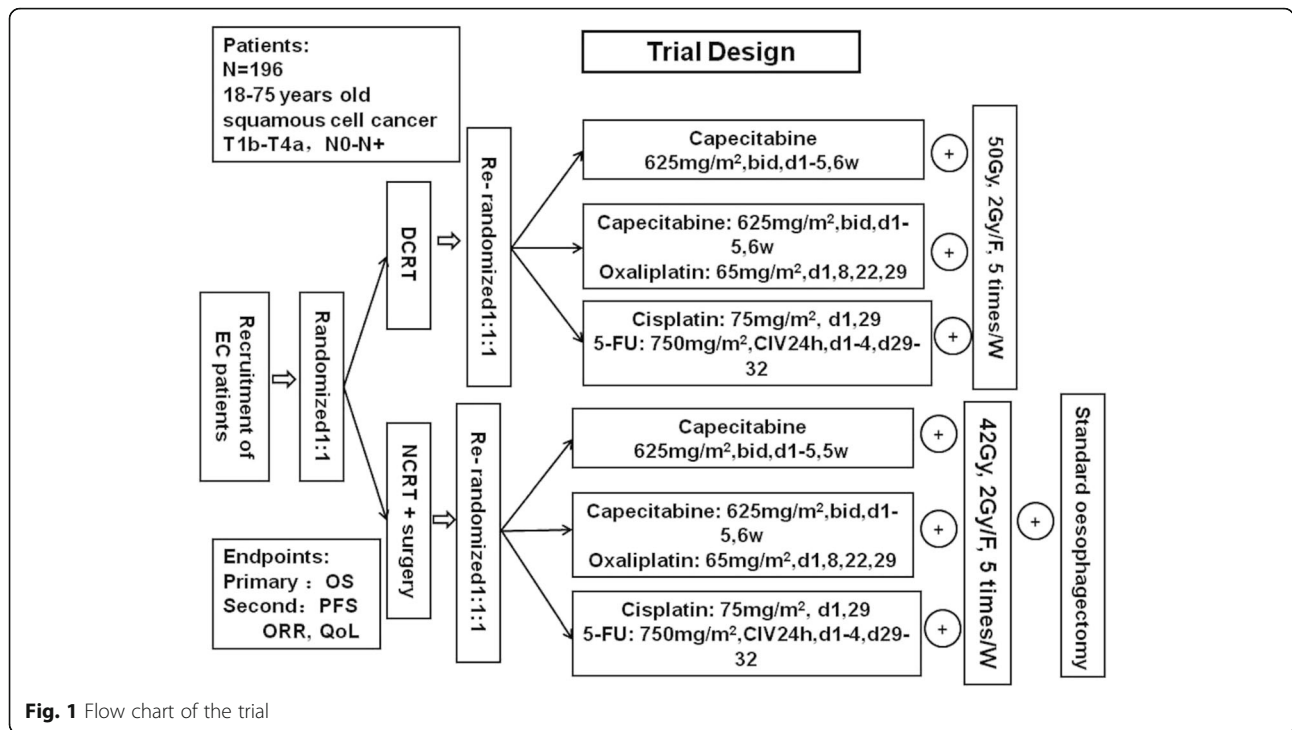 Patients:
N=196
18-75 years old
squamous cell cancer
T1b-T4a，N0-N+
Trial Design
Recruitment of
EC patients
Randomized1:1
DCRT
Re- randomized1:1:1
Capecitabine
625mg/m²,bid,d1-5,6w
+
Capecitabine: 625mg/m²,bid,d1-
5,6w
Oxaliplatin: 65mg/m²,d1,8,22,29
+
Cisplatin: 75mg/m², d1,29
5-FU: 750mg/m²,CIV24h,d1-4,d29-
32
+
50Gy, 2Gy/F, 5 times/W
NCRT + surgery
Re-randomized1:1:1
Capecitabine
625mg/m²,bid,d1-5,5w
+
Capecitabine: 625mg/m²,bid,d1-
5,6w
Oxaliplatin: 65mg/m²,d1,8,22,29
+
Cisplatin: 75mg/m², d1,29
5-FU: 750mg/m²,CIV24h,d1-4,d29-
32
+
42Gy, 2Gy/F, 5 times/W
+
Standard oesophagectomy
Endpoints:
Primary： OS
Second：PFS
ORR, QoL
Fig. 1 Flow chart of the trial